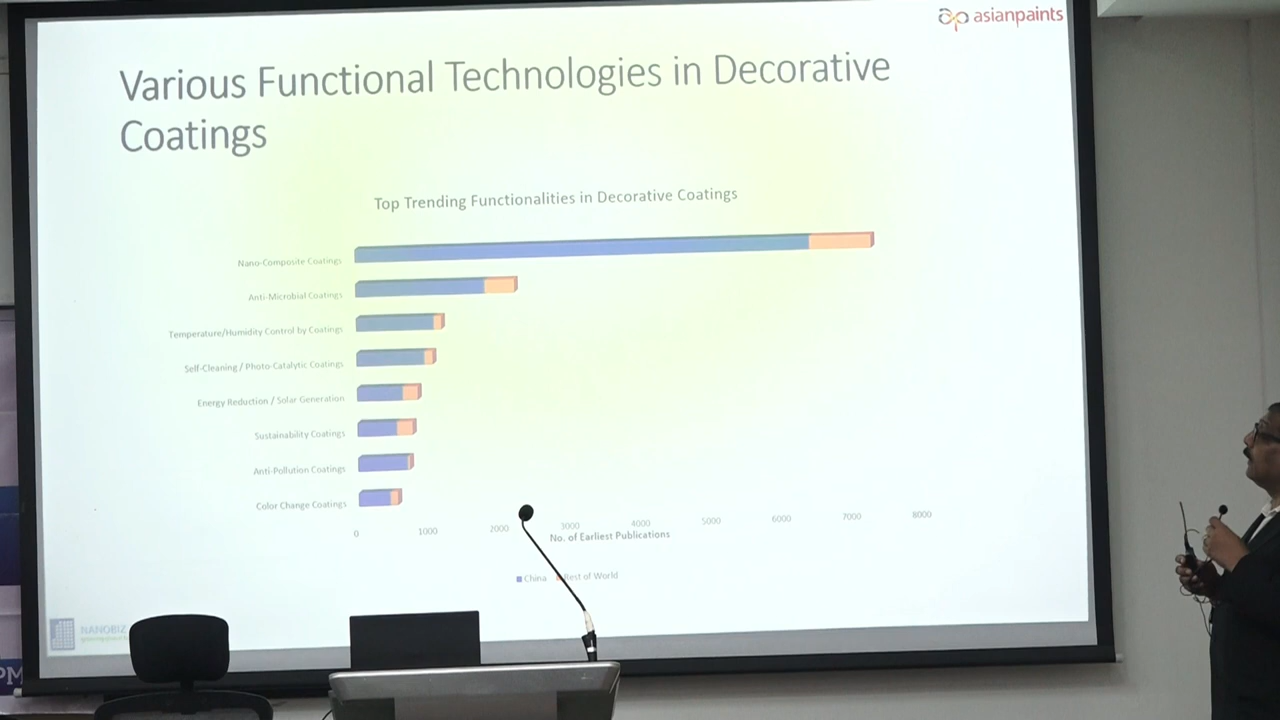 asianpaints
Various Functional Technologies in Decorative
Coatings
Top Trending Functionalities in Decorative Coatings
Nano-Composite Coatings
Anti-Microbial Coatings
Temperature/Humidity Control by Coatings
Self-Cleaning / Photo-Catalytic Coatings
Energy Reduction / Solar Generation
Sustainability Coatings
Anti-Pollution Coatings
Color Change Coatings
0 1000 2000 3000 4000 5000 6000 7000 8000
No. of Earliest Publications
China Rest of World
NANOBIZ
PM